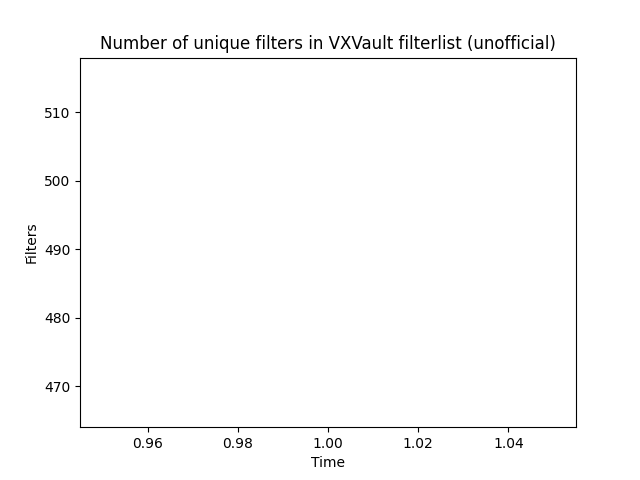 Number of unique filters in VXVault filterlist (unofficial)
510
500
490
480
470
Filters
0.96 0.98 1.00 1.02 1.04
Time